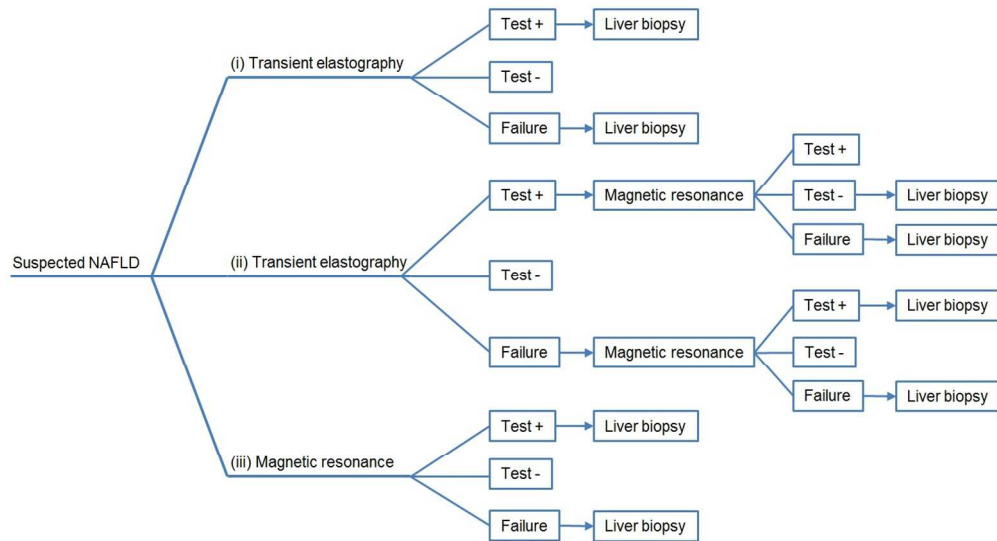 Suspected NAFLD
(i) Transient elastography
Test +
Liver biopsy
Test -
Failure
Liver biopsy
(ii) Transient elastography
Test +
Magnetic resonance
Test +
Test -
Liver biopsy
Failure
Liver biopsy
Test -
Failure
Magnetic resonance
Test +
Liver biopsy
Test -
Failure
Liver biopsy
(iii) Magnetic resonance
Test +
Liver biopsy
Test -
Failure
Liver biopsy